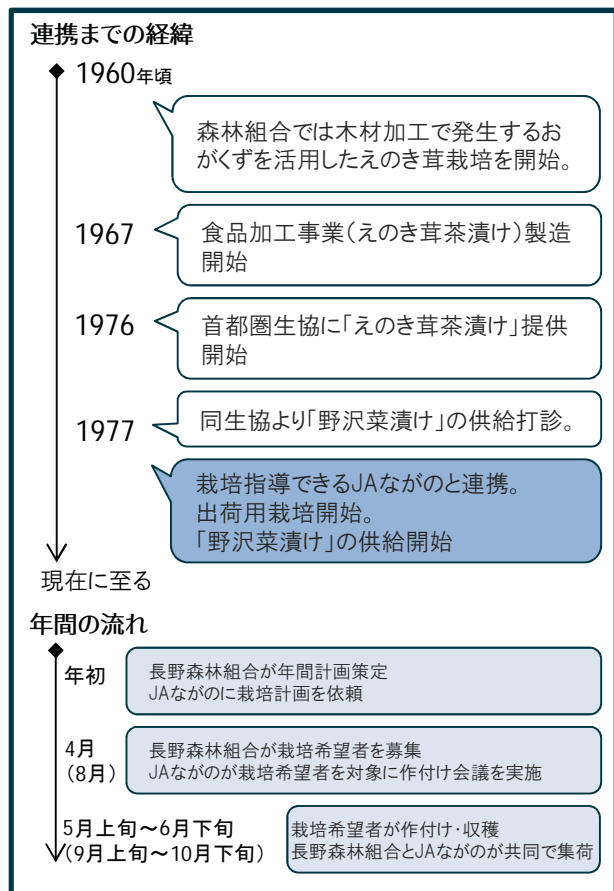 連携までの経緯
1960年頃
森林組合では木材加工で発生するお
がくずを活用したえのき茸栽培を開始。
1967
食品加工事業(えのき茸茶漬け)製造
開始
1976
首都圏生協に「えのき茸茶漬け」提供
開始
1977
同生協より「野沢菜漬け」の供給打診。
栽培指導できるJAながのと連携。
出荷用栽培開始。
「野沢菜漬け」の供給開始
現在に至る
年間の流れ
年初
長野森林組合が年間計画策定
JAながのに栽培計画を依頼
4月
(8月)
長野森林組合が栽培希望者を募集
JAながのが栽培希望者を対象に作付け会議を実施
5月上旬～6月下旬
(9月上旬～10月下旬)
栽培希望者が作付け・収穫
長野森林組合とJAながのが共同で集荷